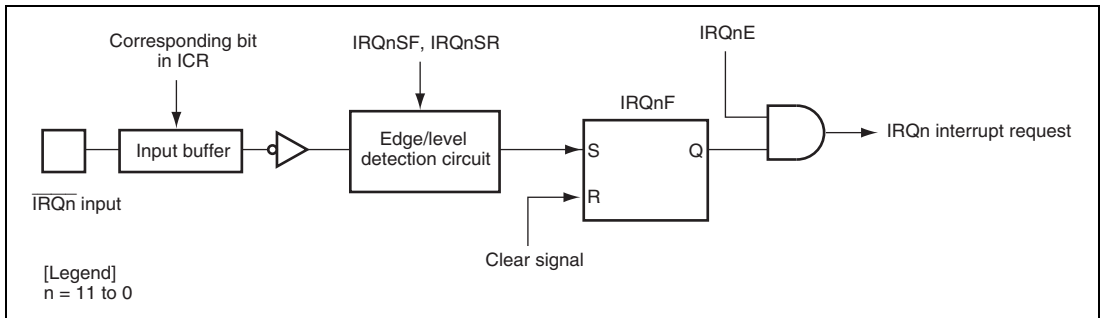 Corresponding bit
in ICR
IRQnSF, IRQnSR
IRQnE
IRQnF
Input buffer
Edge/level
detection circuit
S
Q
R
IRQn interrupt request
IRQn input
Clear signal
[Legend]
n = 11 to 0